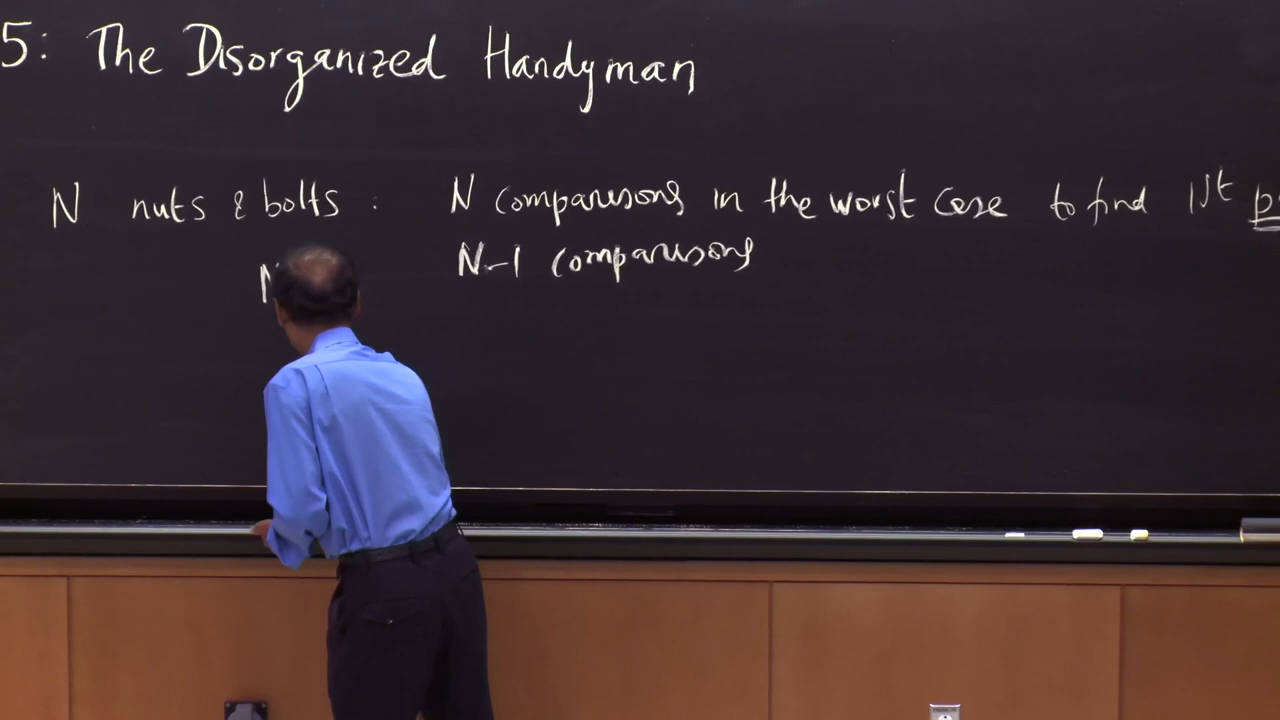 5: The Disorganized Handyman
N nuts & bolts : N comparisons in the worst case to find 1st
N-1 comparisons
N